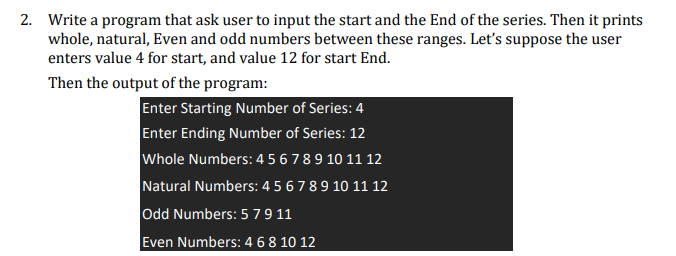 2. Write a program that ask user to input the start and the End of the series. Then it prints
whole, natural, Even and odd numbers between these ranges. Let’s suppose the user
enters value 4 for start, and value 12 for start End.
Then the output of the program:
Enter Starting Number of Series: 4
Enter Ending Number of Series: 12
Whole Numbers: 4 5 6 7 8 9 10 11 12
Natural Numbers: 4 5 6 7 8 9 10 11 12
Odd Numbers: 5 7 9 11
Even Numbers: 4 6 8 10 12